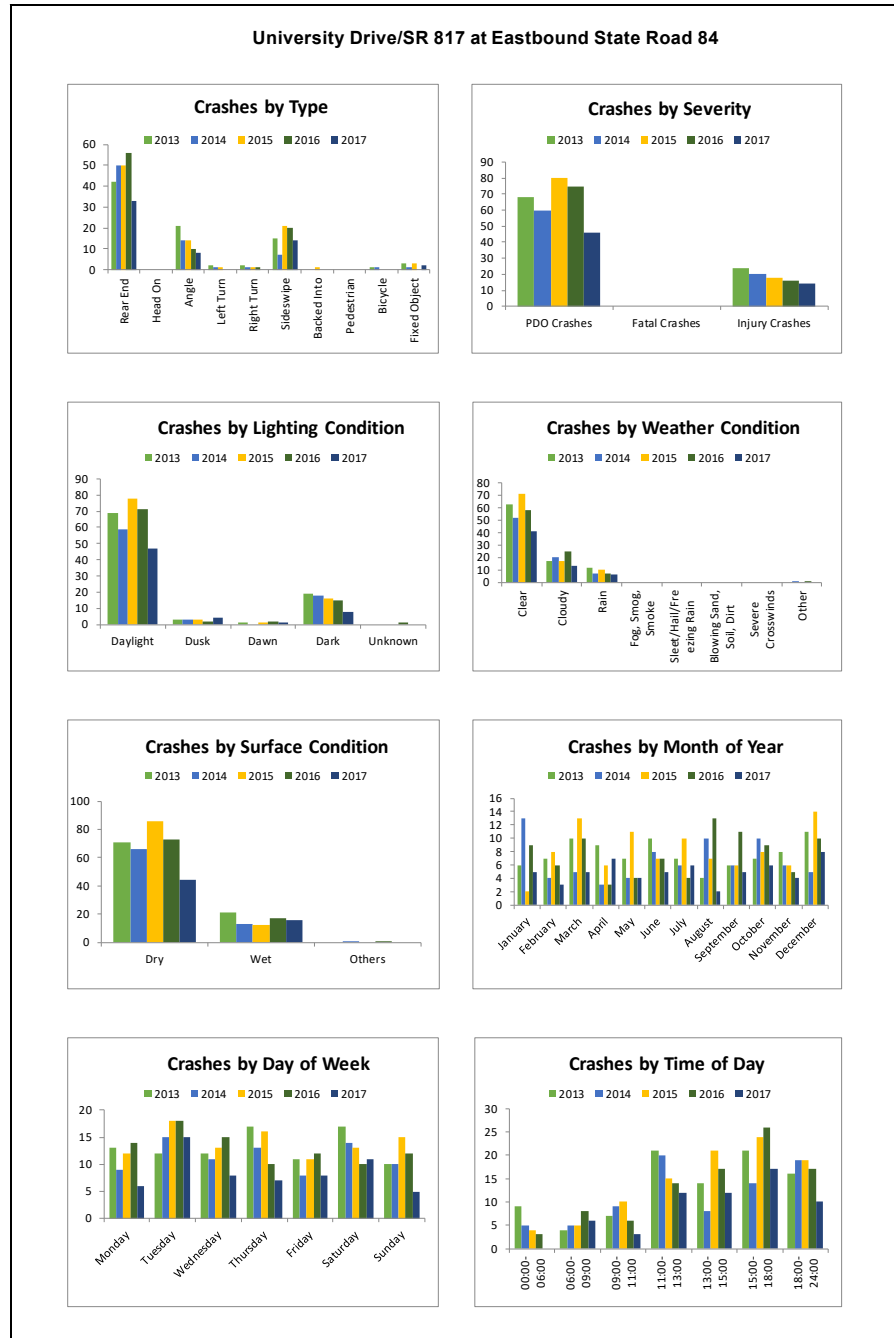 University Drive/SR 817 at Eastbound State Road 84
Crashes by Type
2013 2014 2015 2016 2017
60
50
40
30
20
10
0
Rear End
Head On
Angle
Left Turn
Right Turn
Sideswipe
Backed Into
Pedestrian
Bicycle
Fixed Object
Crashes by Severity
2013 2014 2015 2016 2017
90
80
70
60
50
40
30
20
10
0
PDO Crashes Fatal Crashes Injury Crashes
Crashes by Lighting Condition
2013 2014 2015 2016 2017
90
80
70
60
50
40
30
20
10
0
Daylight Dusk Dawn Dark Unknown
Crashes by Weather Condition
2013 2014 2015 2016 2017
80
70
60
50
40
30
20
10
0
Clear
Cloudy
Rain
Fog, Smog,
Smoke
Sleet/Hail/Fre
ezing Rain
Blowing Sand,
Soil, Dirt
Severe
Crosswinds
Other
Crashes by Surface Condition
2013 2014 2015 2016 2017
100
80
60
40
20
0
Dry Wet Others
Crashes by Month of Year
2013 2014 2015 2016 2017
16
14
12
10
8
6
4
2
0
January
February
March
April
May
June
July
August
September
October
November
December
Crashes by Day of Week
2013 2014 2015 2016 2017
20
15
10
5
0
Monday
Tuesday
Wednesday
Thursday
Friday
Saturday
Sunday
Crashes by Time of Day
2013 2014 2015 2016 2017
30
25
20
15
10
5
0
00:00-
06:00
06:00-
09:00
09:00-
11:00
11:00-
13:00
13:00-
15:00
15:00-
18:00
18:00-
24:00